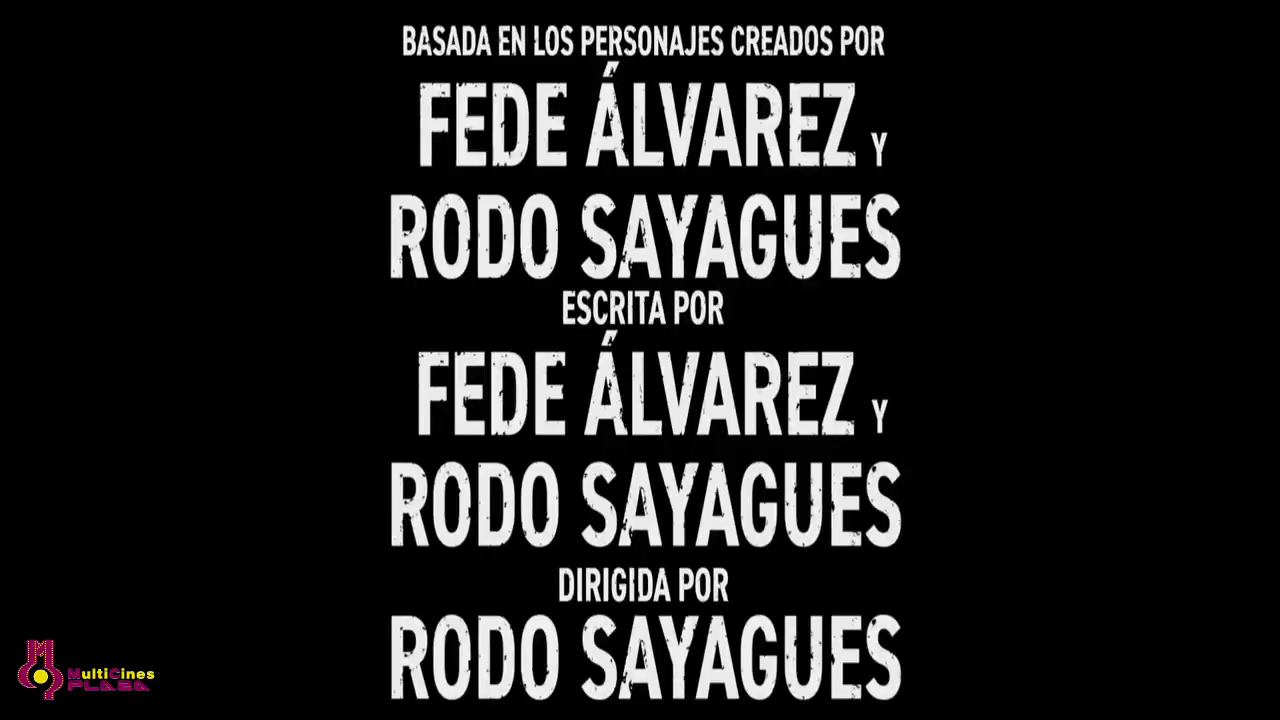 BASADA EN LOS PERSONAJES CREADOS POR
FEDE ÁLVAREZ Y
RODO SAYAGUES
ESCRITA POR
FEDE ÁLVAREZ Y
RODO SAYAGUES
DIRIGIDA POR
RODO SAYAGUES
MultiCines
PLAZA